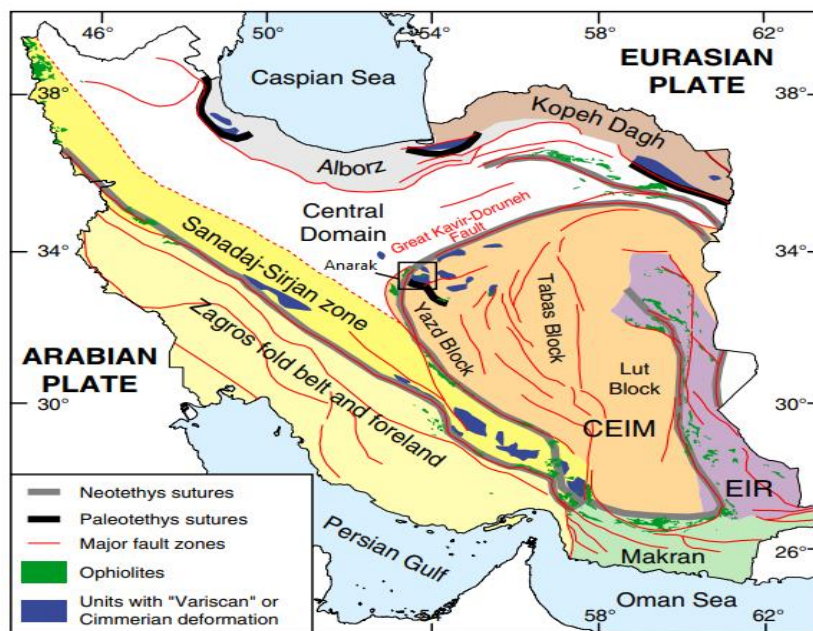 46°
50°
54°
58°
62°
Caspian Sea
EURASIAN
PLATE
38°
38°
Kopeh Dagh
Alborz
Central
Domain
Great Kavir-Doruneh
Fault
34°
34°
Anarak
Sanadaj-Sirjan zone
Yazd Block
Tabas Block
Zagros fold belt and foreland
ARABIAN
PLATE
Lut
Block
30°
30°
CEIM
EIR
Neotethys sutures
Paleotethys sutures
Major fault zones
Ophiolites
Units with "Variscan" or
Cimmerian deformation
Persian Gulf
Makran
26°
Oman Sea
54
58
62